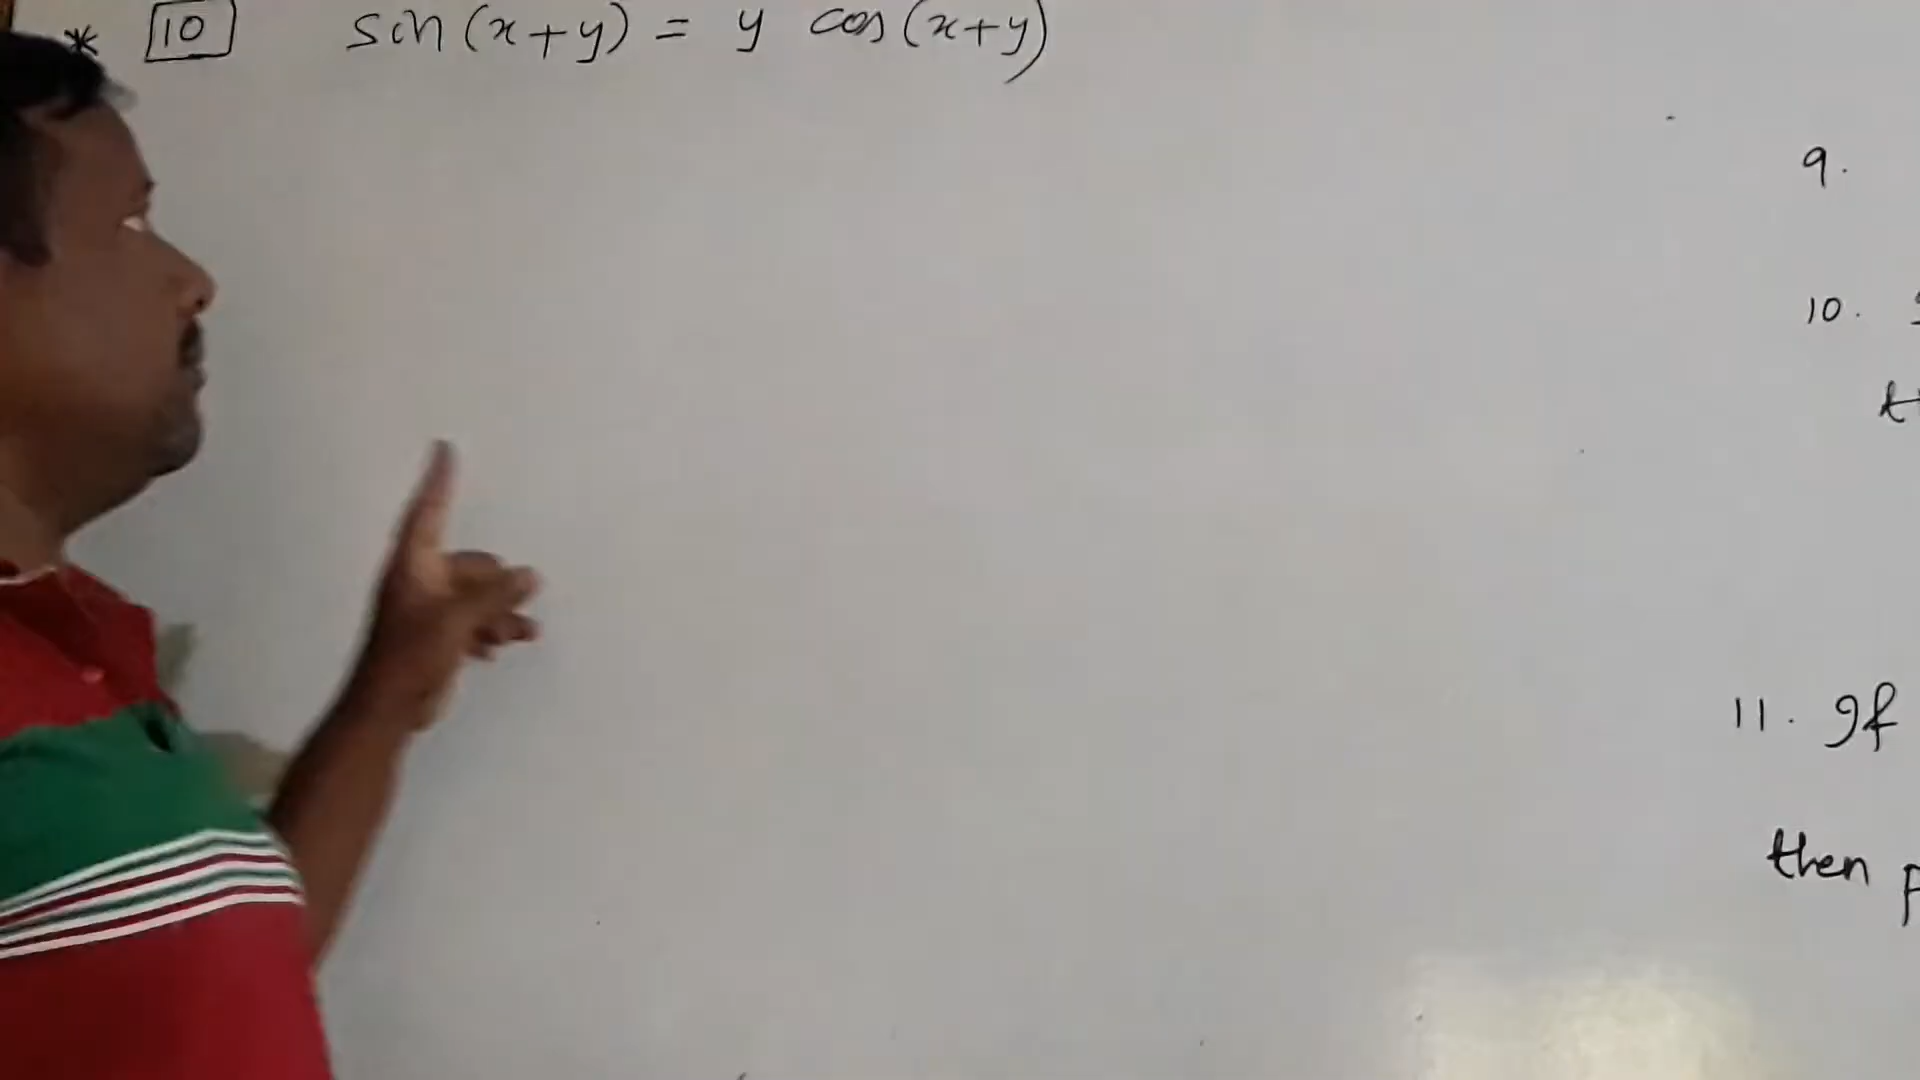 * 10 sin (x+y) = y cos (x+y)
9.
10.
11. If
then